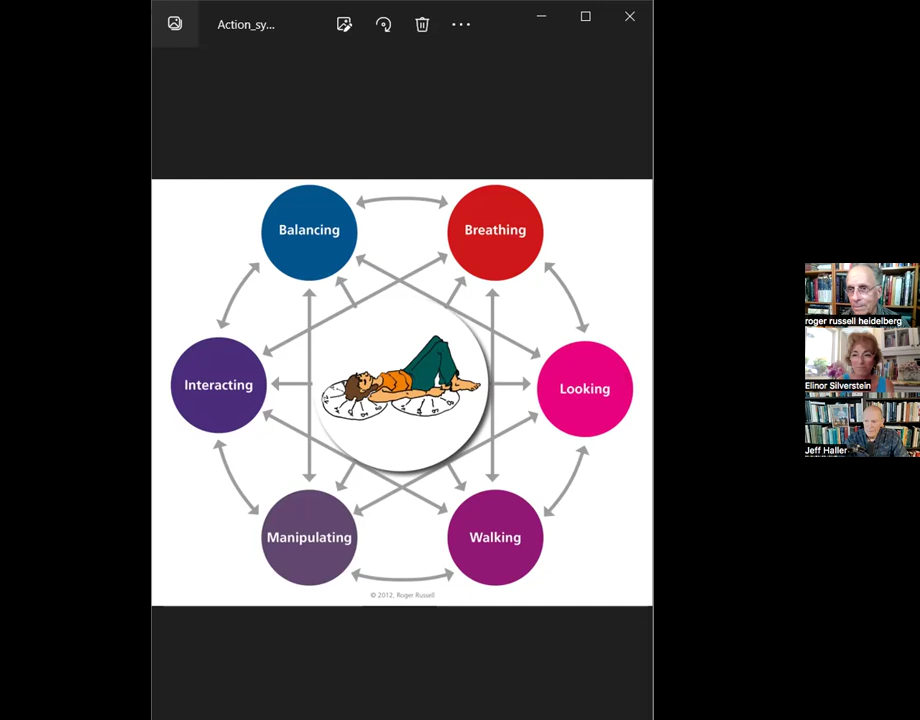 Action_sy...
Balancing
Breathing
Interacting
Looking
Manipulating
Walking
© 2012, Roger Russell
roger russell heidelberg
Elinor Silverstein
Jeff Haller